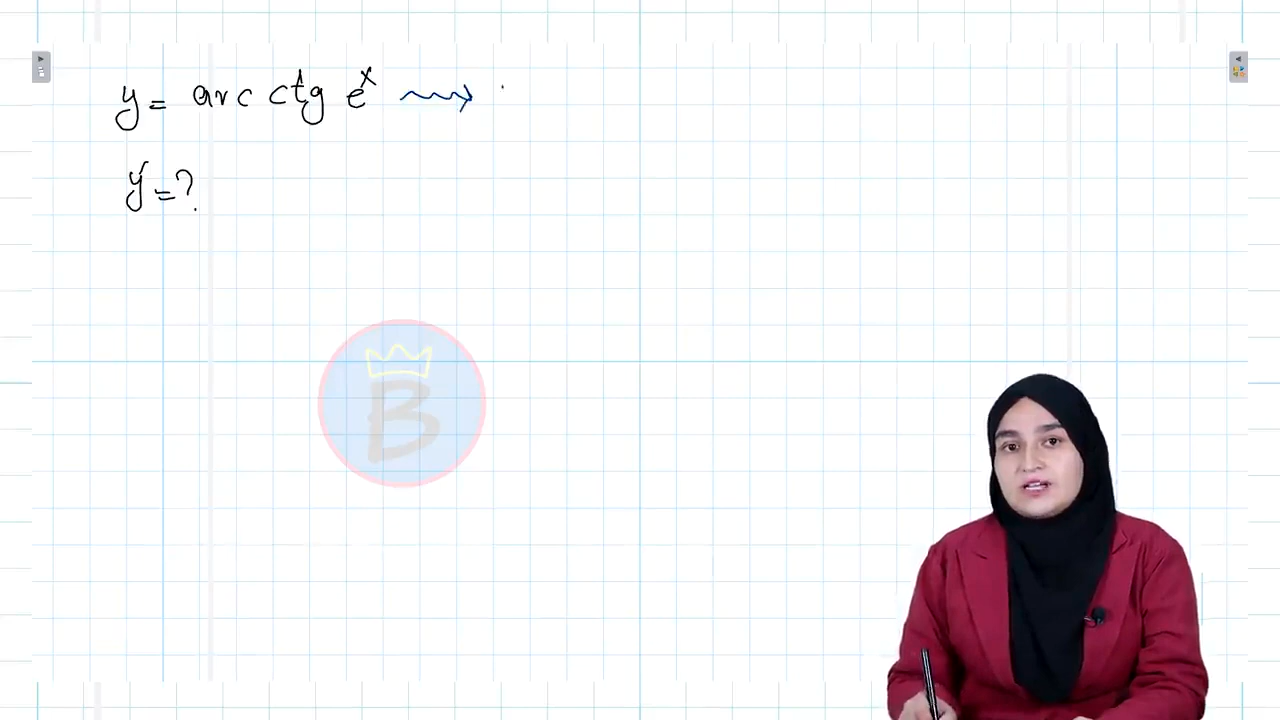 y = arc ctg e^x ⇝
y' = ?
B